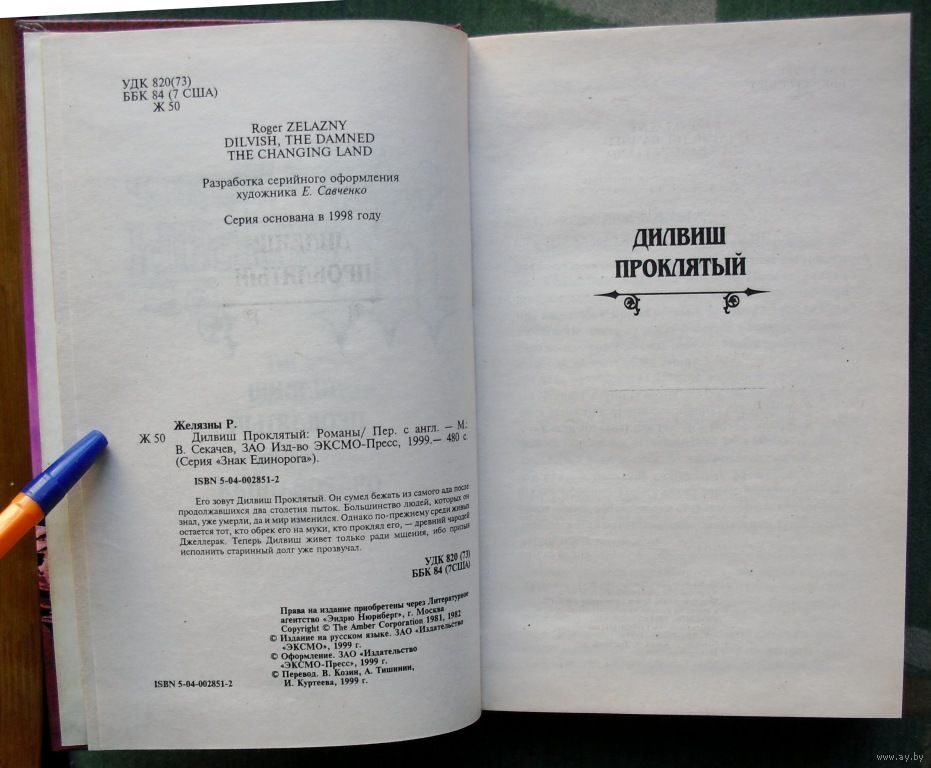 УДК 820(73)
ББК 84 (7 США)
Ж 50
Roger ZELAZNY
DILVISH, THE DAMNED
THE CHANGING LAND
Разработка серийного оформления
художника Е. Савченко
Серия основана в 1998 году
Желязны Р.
Ж 50 Дилвиш Проклятый: Романы/ Пер. с англ. — М.:
В. Секачев, ЗАО Изд-во ЭКСМО-Пресс, 1999.— 480 с.
(Серия «Знак Единорога»).
ISBN 5-04-002851-2
Его зовут Дилвиш Проклятый. Он сумел бежать из самого ада после
продолжавшихся два столетия пыток. Большинство людей, которых он
знал, уже умерли, да и мир изменился. Однако по-прежнему среди живых
остается тот, кто обрек его на муки, кто проклял его, — древний чародей
Джеллерак. Теперь Дилвиш живет только ради мщения, ибо призыв
исполнить старинный долг уже прозвучал.
УДК 820 (73)
ББК 84 (7США)
Права на издание приобретены через Литературное
агентство «Эндрю Нюрнберг», г. Москва
Copyright © The Amber Corporation 1981, 1982
© Издание на русском языке. ЗАО «Издательство
«ЭКСМО», 1999 г.
© Оформление. ЗАО «Издательство
«ЭКСМО-Пресс», 1999 г.
© Перевод. В. Козин, А. Тишинин,
И. Куртеева, 1999 г.
ISBN 5-04-002851-2
ДИЛВИШ
ПРОКЛЯТЫЙ
www.ay.by